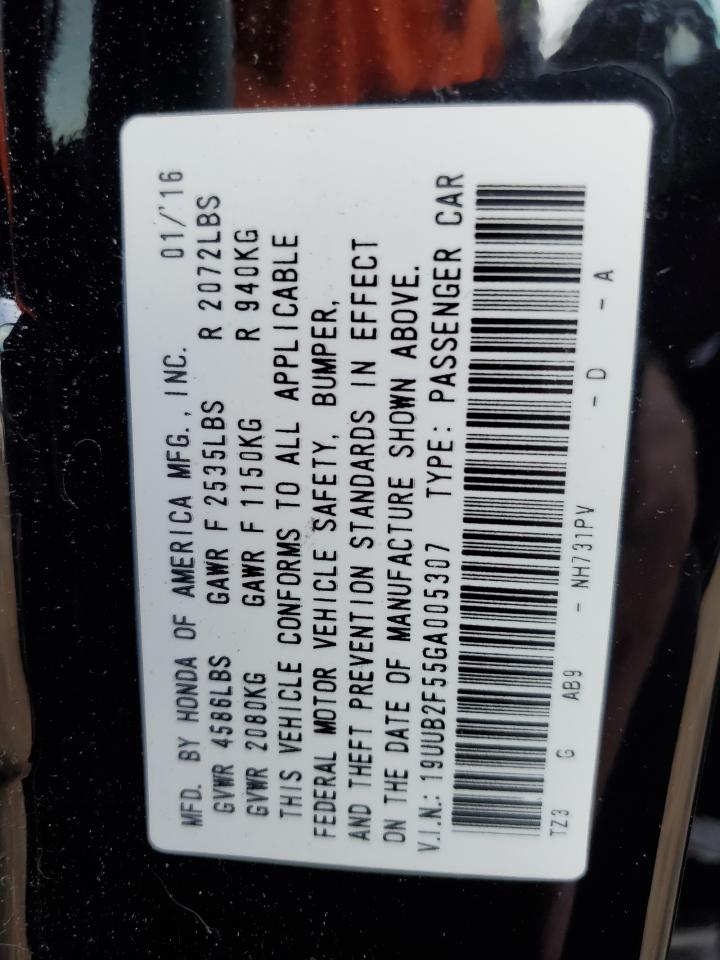 MFD. BY HONDA OF AMERICA MFG., INC. 01/'16
GVWR 4586LBS GAWR F 2535LBS R 2072LBS
GVWR 2080KG GAWR F 1150KG R 940KG
THIS VEHICLE CONFORMS TO ALL APPLICABLE
FEDERAL MOTOR VEHICLE SAFETY, BUMPER,
AND THEFT PREVENTION STANDARDS IN EFFECT
ON THE DATE OF MANUFACTURE SHOWN ABOVE.
V.I.N.: 19UUB2F55GA005307 TYPE: PASSENGER CAR
TZ3 G AB9 - NH731PV - D - A